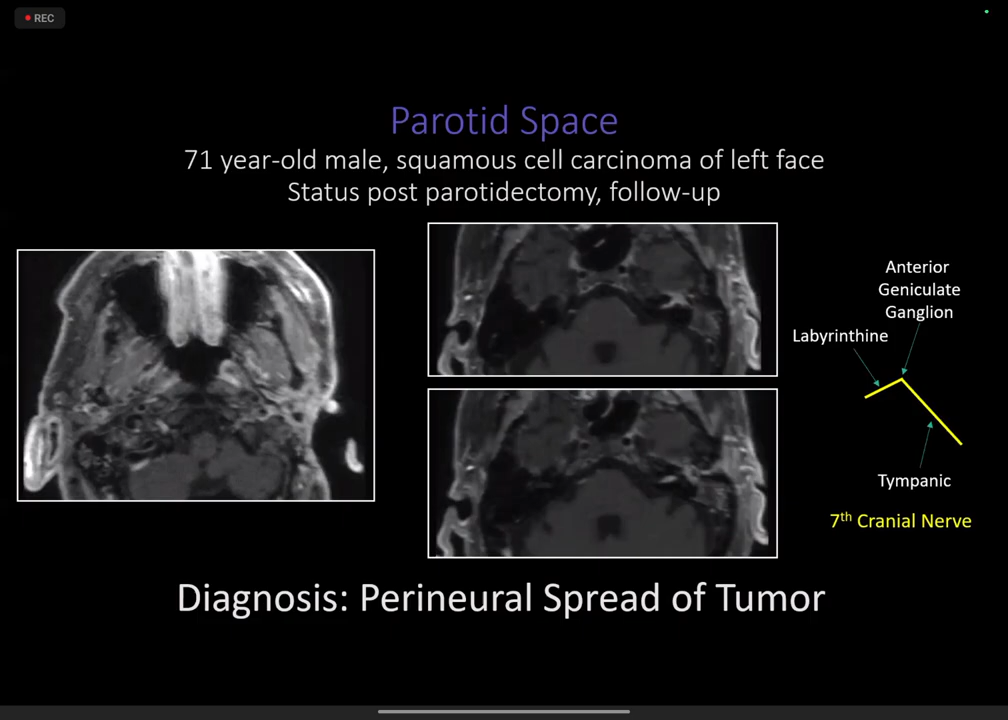 REC
Parotid Space
71 year-old male, squamous cell carcinoma of left face
Status post parotidectomy, follow-up
Anterior
Geniculate
Ganglion
Labyrinthine
Tympanic
7th Cranial Nerve
Diagnosis: Perineural Spread of Tumor